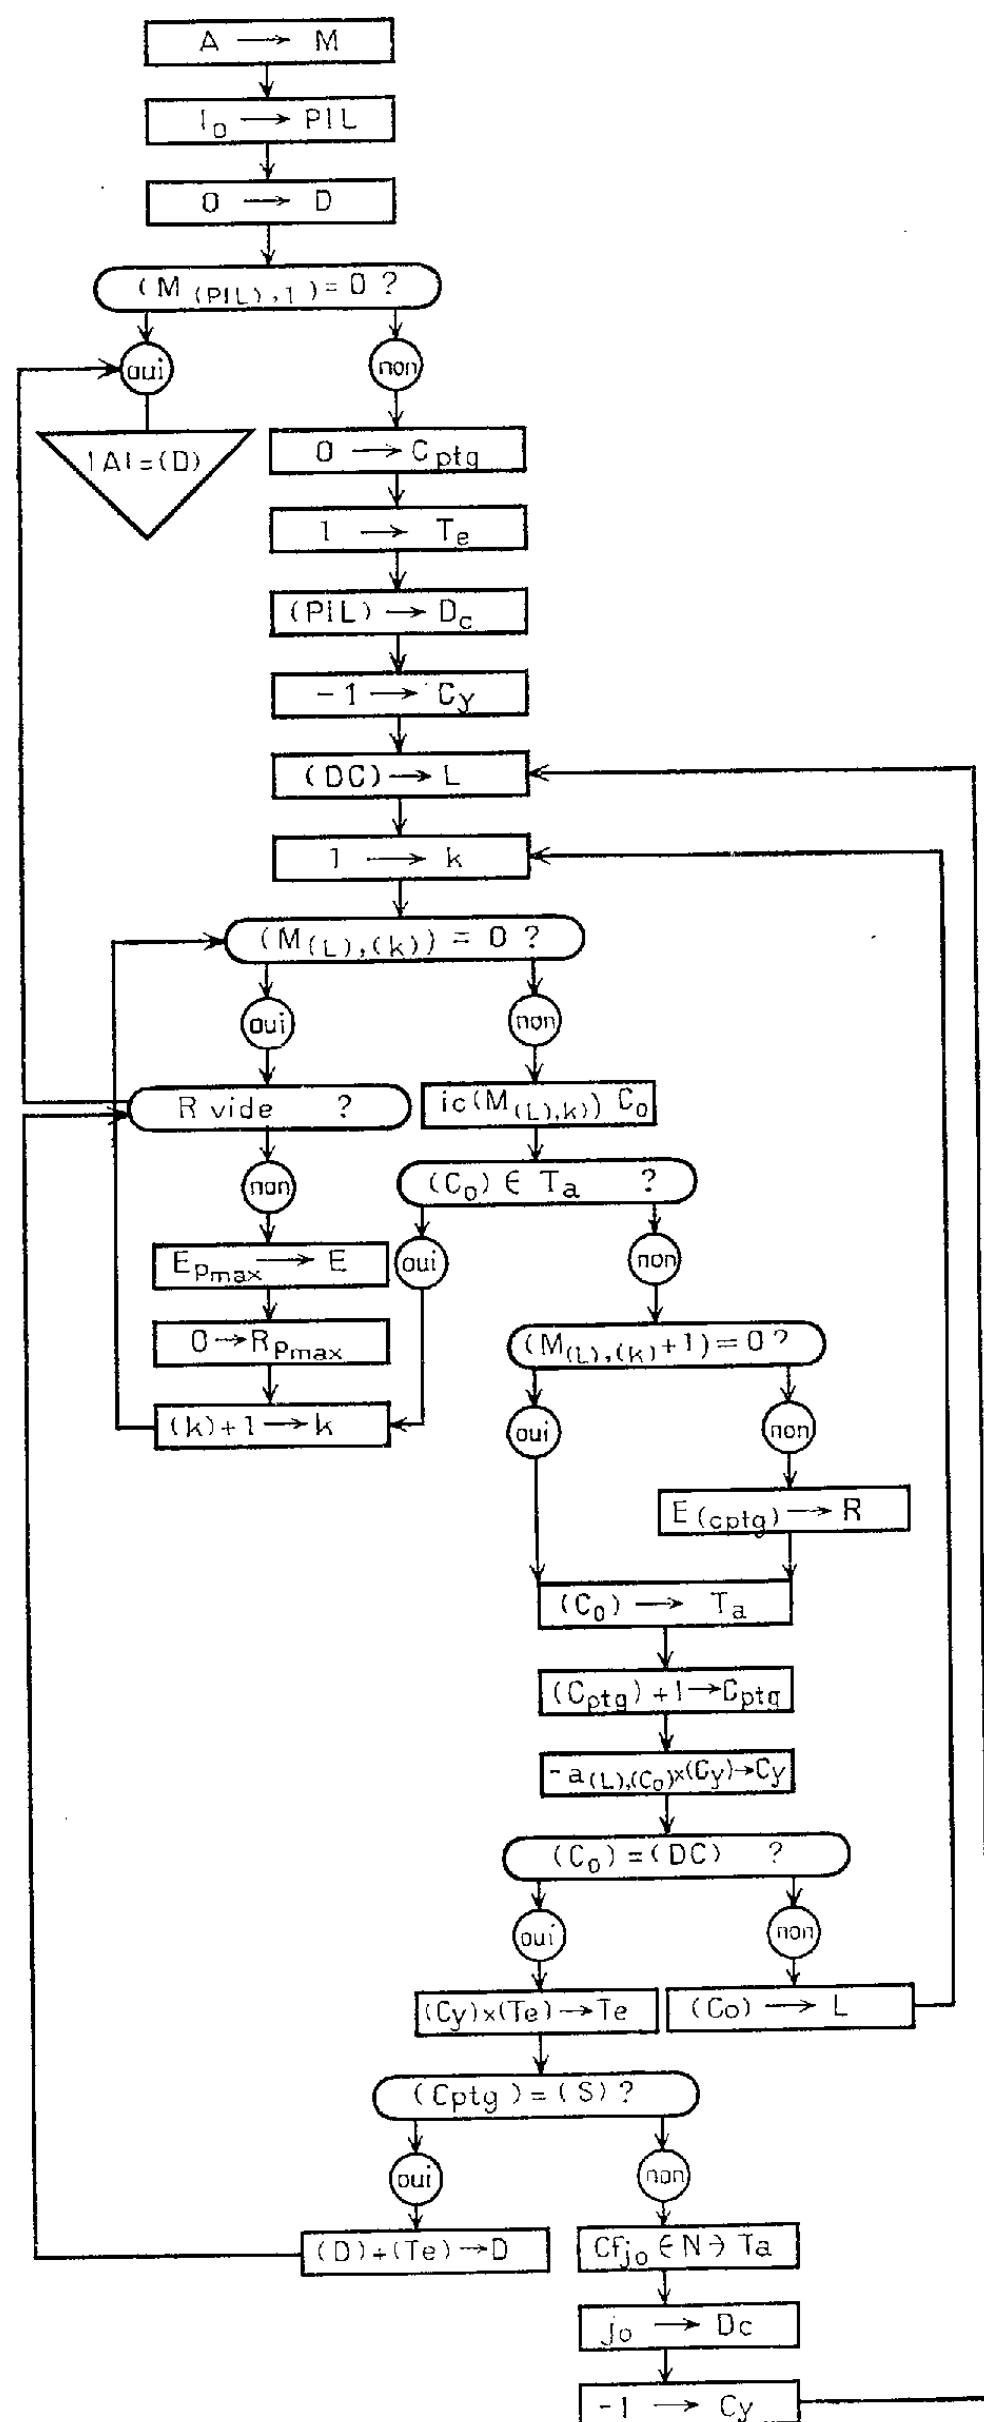 A → M
I₀ → PIL
0 → D
(M(PIL),1) = 0 ?
oui
non
|A| = (D)
0 → Cptg
1 → Te
(PIL) → Dc
-1 → Cy
(DC) → L
1 → k
(M(L),(k)) = 0 ?
oui
non
R vide ?
ic(M(L),k)) C₀
non
(C₀) ∈ Ta ?
oui
non
EPmax → E
0 → RPmax
(M(L),(k)+1) = 0 ?
(k)+1 → k
oui
non
E(cptg) → R
(C₀) → Ta
(Cptg) + 1 → Cptg
-a(L),(C₀)×(Cy) → Cy
(C₀) = (DC) ?
oui
non
(Cy)×(Te) → Te
(Co) → L
(Cptg) = (S) ?
oui
non
(D)+(Te) → D
Cfj₀ ∈ N → Ta
j₀ → Dc
-1 → Cy